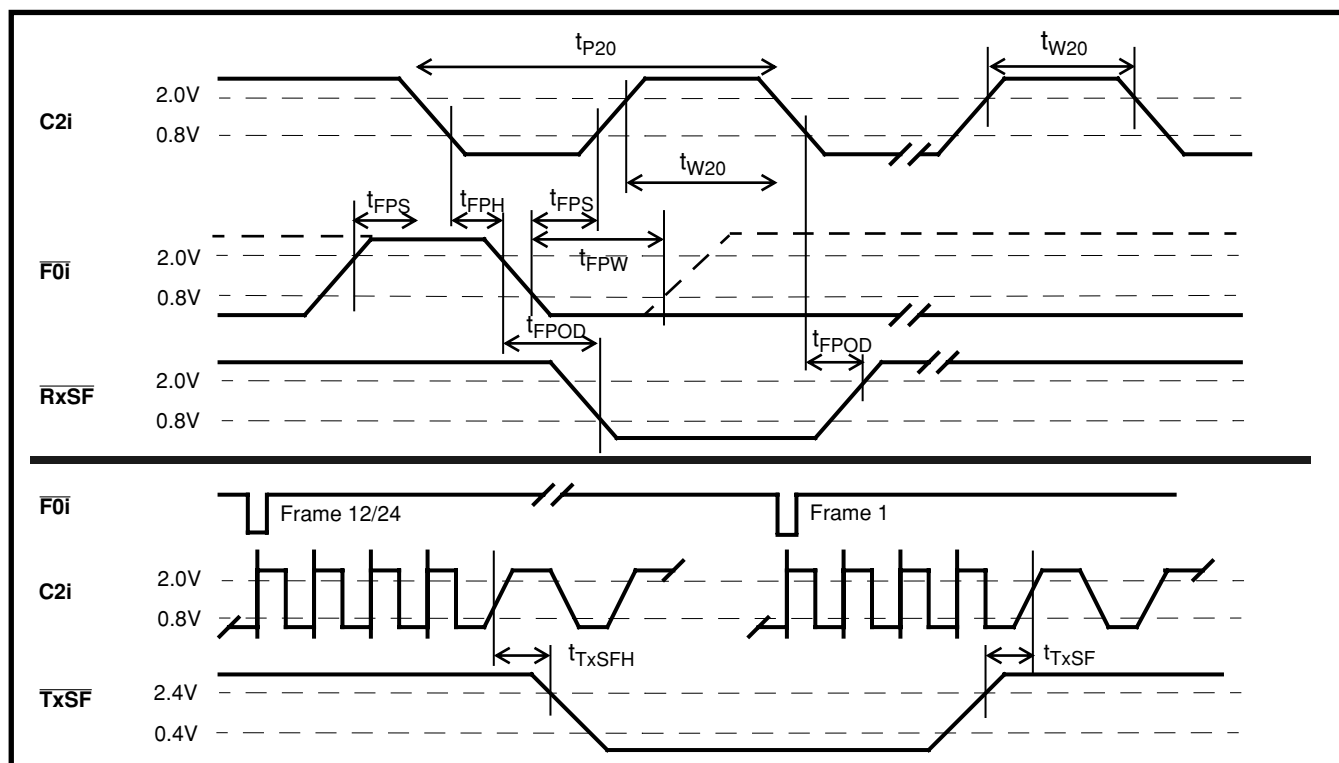 tP20
tW20
C2i
2.0V
0.8V
tW20
tFPS
tFPH
tFPS
F0i
2.0V
0.8V
tFPW
tFPOD
tFPOD
RxSF
2.0V
0.8V
F0i
Frame 12/24
Frame 1
C2i
2.0V
0.8V
tTxSFH
tTxSF
TxSF
2.4V
0.4V